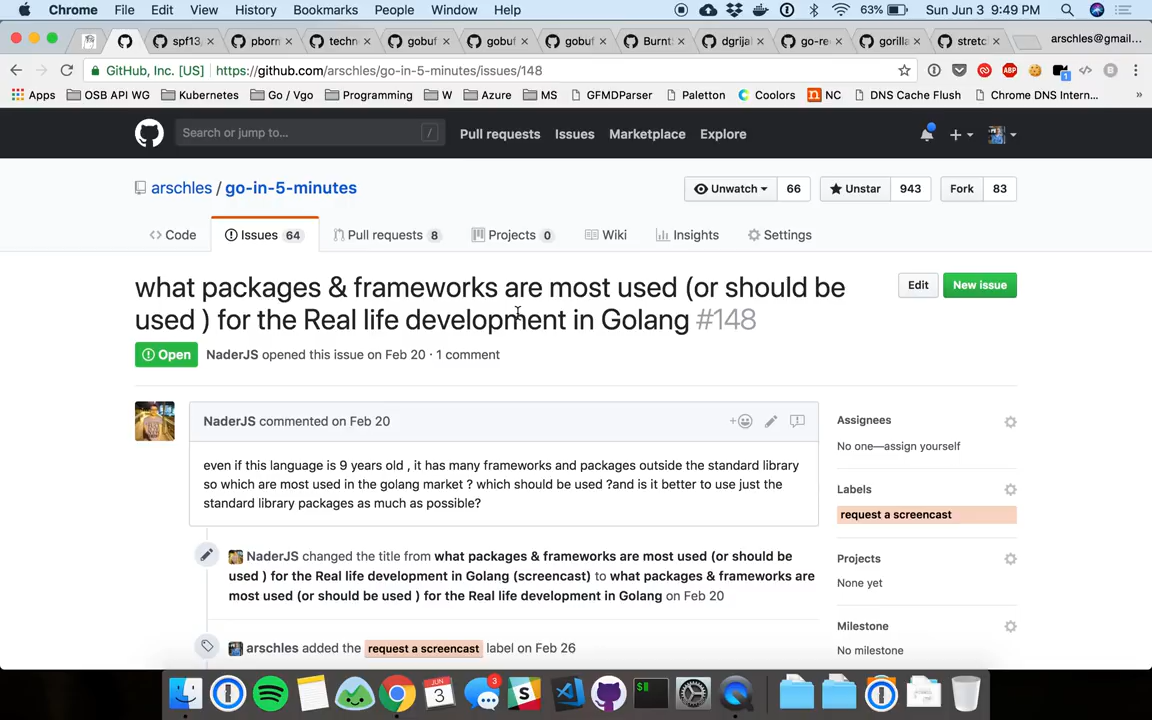 Chrome File Edit View History Bookmarks People Window Help 63% Sun Jun 3 9:49 PM
spf13/ pborn techn gobuf gobuf gobuf Burnt dgrija go-re gorilla stretc arschles@gmail...
GitHub, Inc. [US] https://github.com/arschles/go-in-5-minutes/issues/148
Apps OSB API WG Kubernetes Go / Vgo Programming W Azure MS GFMDParser Paletton Coolors NC DNS Cache Flush Chrome DNS Intern... »
Search or jump to... / Pull requests Issues Marketplace Explore
arschles / go-in-5-minutes Unwatch 66 Unstar 943 Fork 83
Code Issues 64 Pull requests 8 Projects 0 Wiki Insights Settings
what packages & frameworks are most used (or should be
used ) for the Real life development in Golang #148
Edit New issue
Open NaderJS opened this issue on Feb 20 · 1 comment
NaderJS commented on Feb 20
even if this language is 9 years old , it has many frameworks and packages outside the standard library
so which are most used in the golang market ? which should be used ?and is it better to use just the
standard library packages as much as possible?
NaderJS changed the title from what packages & frameworks are most used (or should be
used ) for the Real life development in Golang (screencast) to what packages & frameworks are
most used (or should be used ) for the Real life development in Golang on Feb 20
arschles added the request a screencast label on Feb 26
Assignees
No one—assign yourself
Labels
request a screencast
Projects
None yet
Milestone
No milestone
3
JUN
3